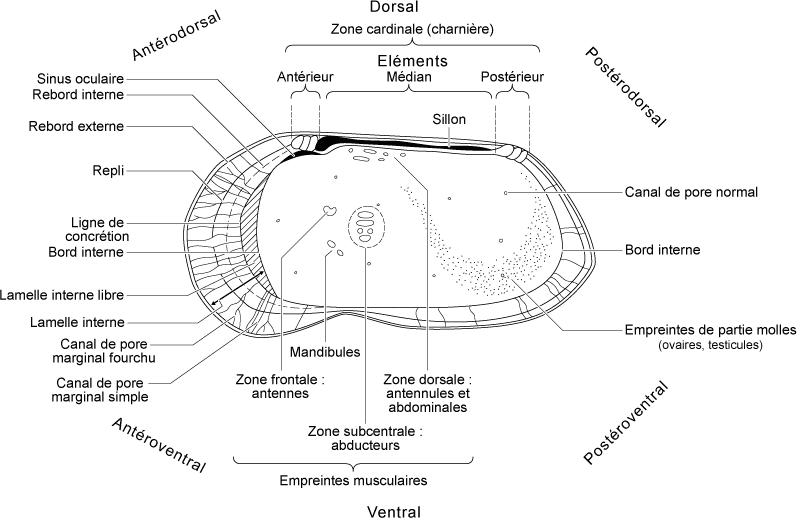 Dorsal
Zone cardinale (charnière)
Antérodorsal
Postérodorsal
Eléments
Antérieur
Médian
Postérieur
Sinus oculaire
Rebord interne
Sillon
Rebord externe
Repli
Canal de pore normal
Ligne de
concrétion
Bord interne
Bord interne
Lamelle interne libre
Lamelle interne
Canal de pore
marginal fourchu
Canal de pore
marginal simple
Empreintes de partie molles
(ovaires, testicules)
Mandibules
Zone frontale :
antennes
Zone dorsale :
antennules et
abdominales
Zone subcentrale :
abducteurs
Antéroventral
Postéroventral
Empreintes musculaires
Ventral